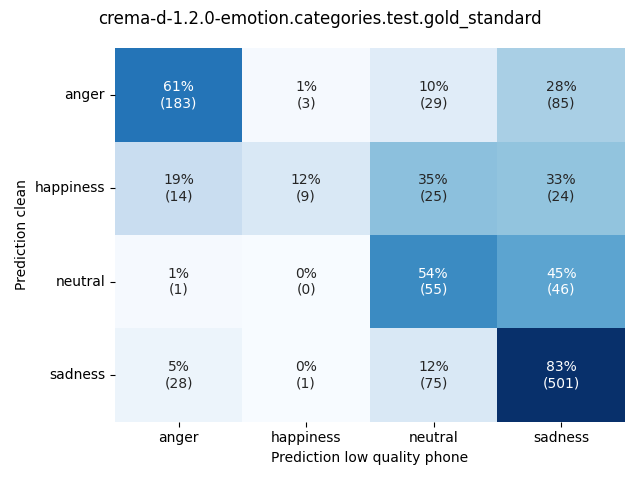 crema-d-1.2.0-emotion.categories.test.gold_standard
Prediction clean
anger
61%
(183)
1%
(3)
10%
(29)
28%
(85)
happiness
19%
(14)
12%
(9)
35%
(25)
33%
(24)
neutral
1%
(1)
0%
(0)
54%
(55)
45%
(46)
sadness
5%
(28)
0%
(1)
12%
(75)
83%
(501)
anger
happiness
neutral
sadness
Prediction low quality phone